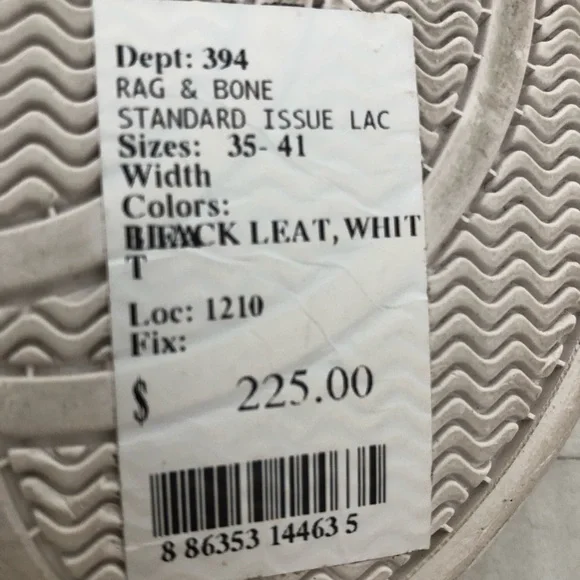 Dept: 394
RAG & BONE
STANDARD ISSUE LAC
Sizes: 35-41
Width
Colors:
LEAT, WHIT
T
Loc: 1210
Fix:
$ 225.00
8 86353 14463 5